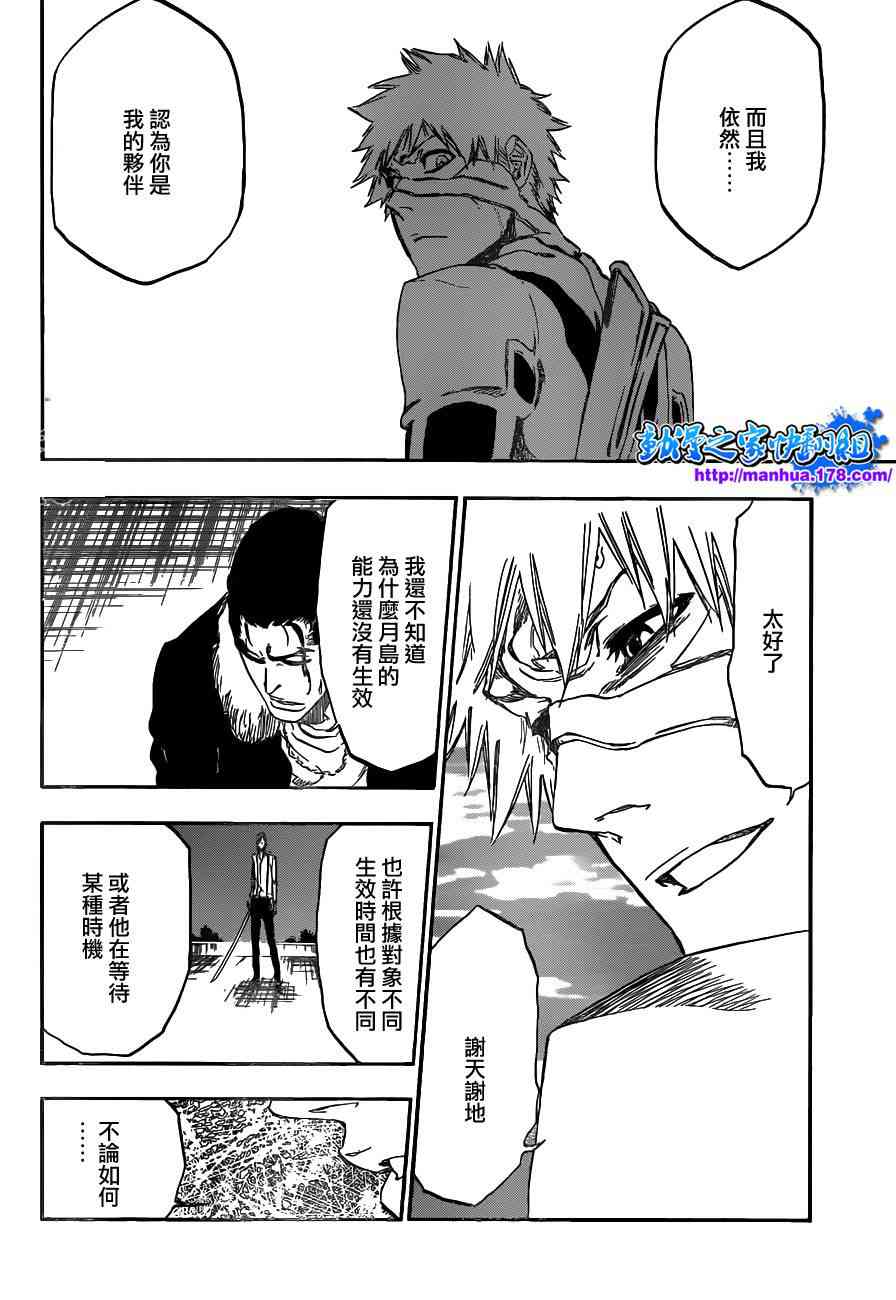 而且我
依然……
認為你是
我的夥伴
動漫之家汉化组
http://manhua.178.com/
太好了
謝天謝地
我還不知道
為什麼月島的
能力還沒有生效
也許根據對象不同
生效時間也有不同
或者他在等待
某種時機
不論如何
……